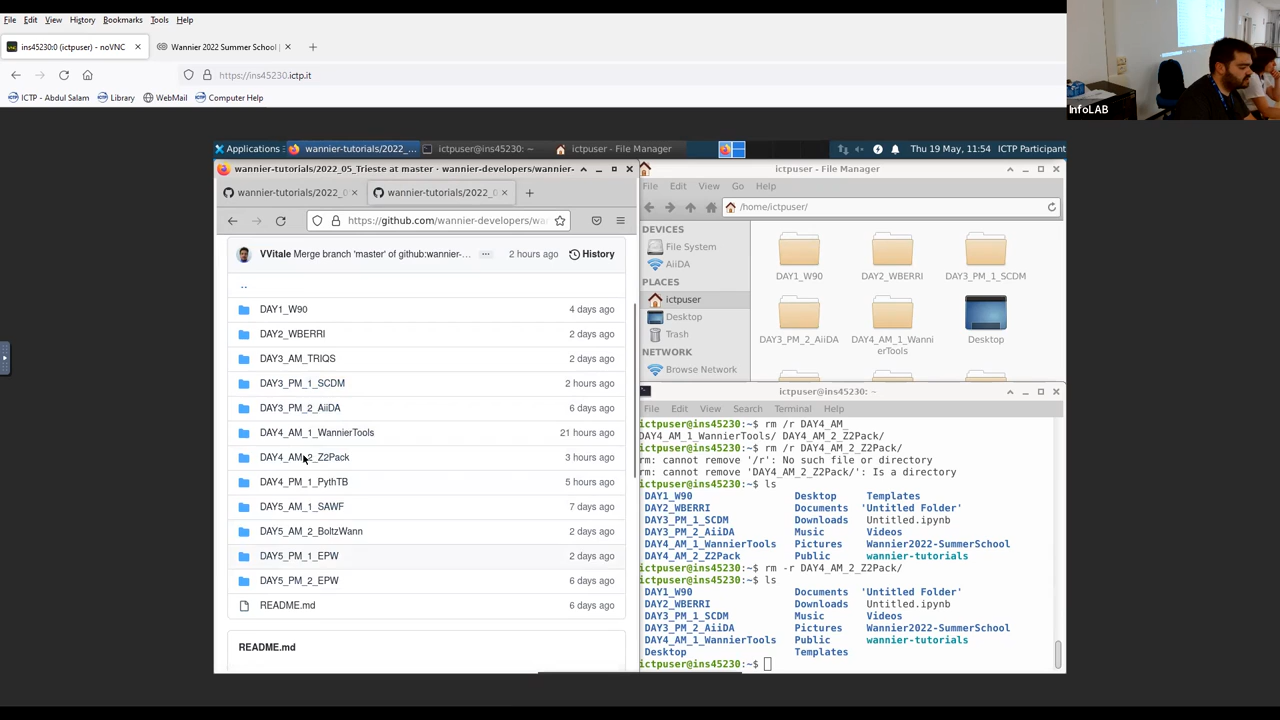 File Edit View History Bookmarks Tools Help
ins45230:0 (ictpuser) - noVNC
Wannier 2022 Summer School |
https://ins45230.ictp.it
ICTP - Abdul Salam Library WebMail Computer Help
InfoLAB
Applications wannier-tutorials/2022_... ictpuser@ins45230: ~ ictpuser - File Manager Thu 19 May, 11:54 ICTP Participant
wannier-tutorials/2022_05_Trieste at master · wannier-developers/wannier-
wannier-tutorials/2022_0 wannier-tutorials/2022_0
https://github.com/wannier-developers/wa
VVitale Merge branch 'master' of github:wannier-... ... 2 hours ago History
..
DAY1_W90 4 days ago
DAY2_WBERRI 2 days ago
DAY3_AM_TRIQS 2 days ago
DAY3_PM_1_SCDM 2 hours ago
DAY3_PM_2_AiiDA 6 days ago
DAY4_AM_1_WannierTools 21 hours ago
DAY4_AM_2_Z2Pack 3 hours ago
DAY4_PM_1_PythTB 5 hours ago
DAY5_AM_1_SAWF 7 days ago
DAY5_AM_2_BoltzWann 2 days ago
DAY5_PM_1_EPW 2 days ago
DAY5_PM_2_EPW 6 days ago
README.md 6 days ago
README.md
ictpuser - File Manager
File Edit View Go Help
/home/ictpuser/
DEVICES
File System
AiiDA
PLACES
ictpuser
Desktop
Trash
NETWORK
Browse Network
DAY1_W90 DAY2_WBERRI DAY3_PM_1_SCDM
DAY3_PM_2_AiiDA DAY4_AM_1_Wanni Desktop
erTools
ictpuser@ins45230: ~
File Edit View Search Terminal Help
ictpuser@ins45230:~$ rm /r DAY4_AM_
DAY4_AM_1_WannierTools/ DAY4_AM_2_Z2Pack/
ictpuser@ins45230:~$ rm /r DAY4_AM_2_Z2Pack/
rm: cannot remove '/r': No such file or directory
rm: cannot remove 'DAY4_AM_2_Z2Pack/': Is a directory
ictpuser@ins45230:~$ ls
DAY1_W90 Desktop Templates
DAY2_WBERRI Documents 'Untitled Folder'
DAY3_PM_1_SCDM Downloads Untitled.ipynb
DAY3_PM_2_AiiDA Music Videos
DAY4_AM_1_WannierTools Pictures Wannier2022-SummerSchool
DAY4_AM_2_Z2Pack Public wannier-tutorials
ictpuser@ins45230:~$ rm -r DAY4_AM_2_Z2Pack/
ictpuser@ins45230:~$ ls
DAY1_W90 Documents 'Untitled Folder'
DAY2_WBERRI Downloads Untitled.ipynb
DAY3_PM_1_SCDM Music Videos
DAY3_PM_2_AiiDA Pictures Wannier2022-SummerSchool
DAY4_AM_1_WannierTools Public wannier-tutorials
Desktop Templates
ictpuser@ins45230:~$